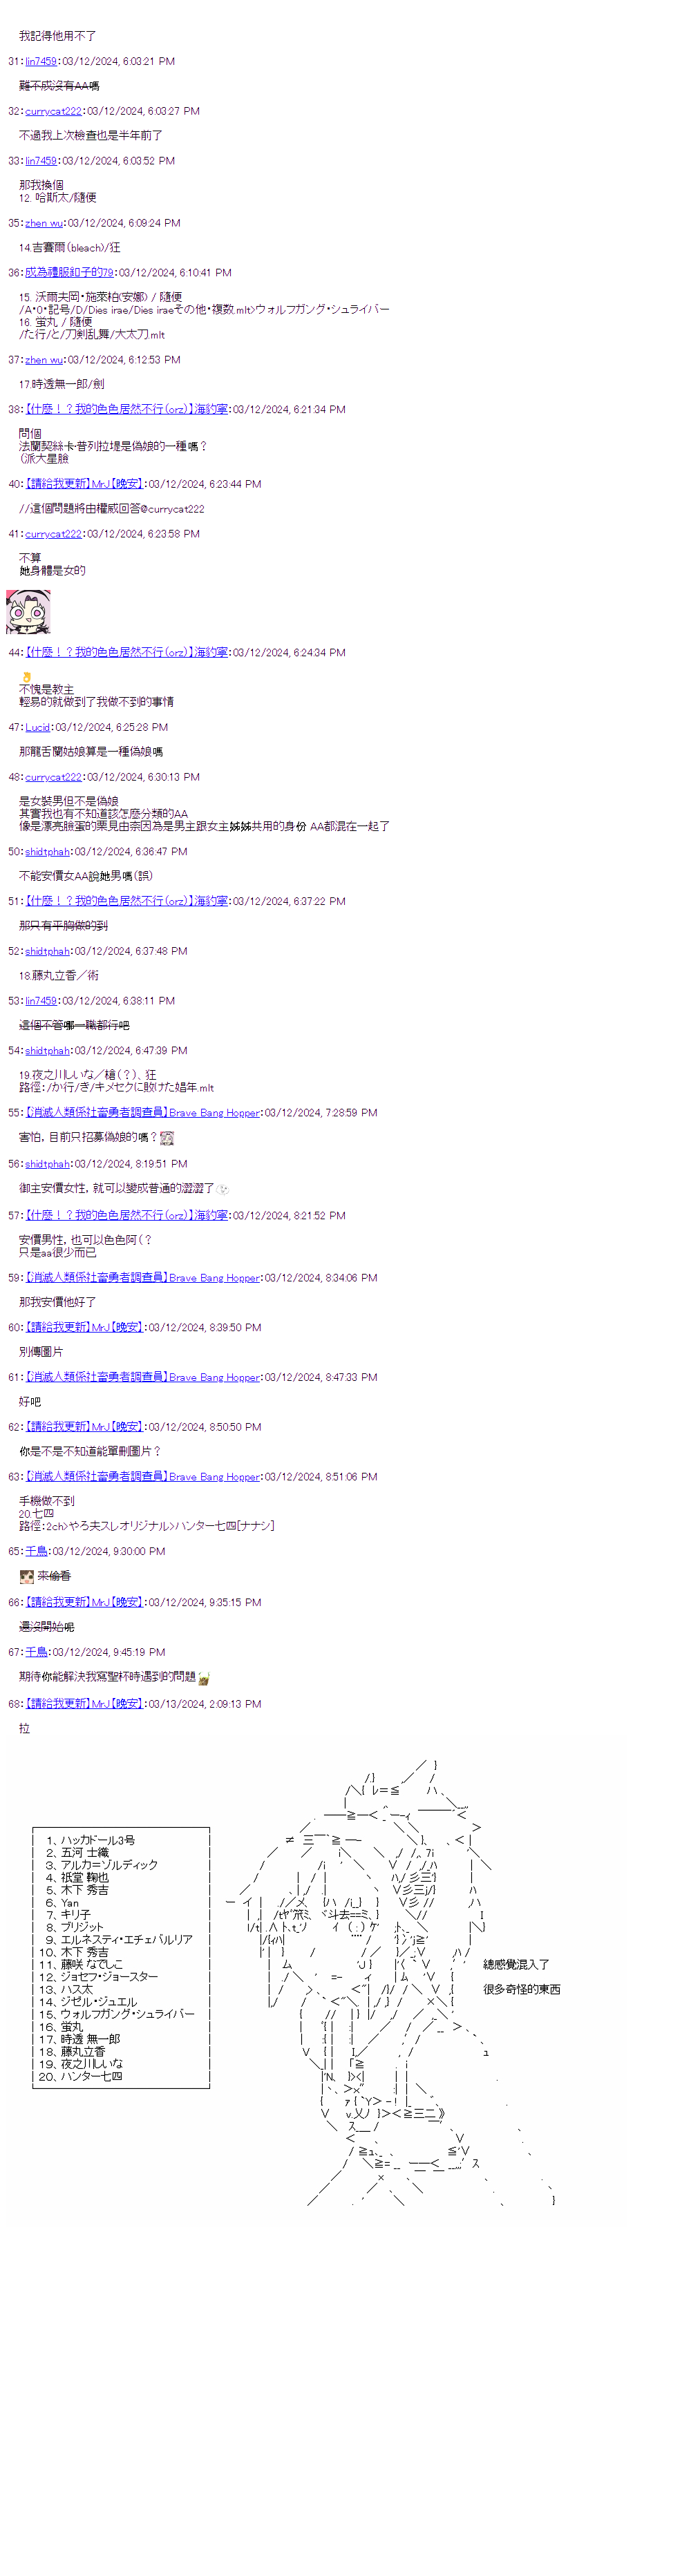 我記得他用不了
31：lin7459：03/12/2024, 6:03:21 PM
難不成沒有AA嗎
32：currycat222：03/12/2024, 6:03:27 PM
不過我上次檢查也是半年前了
33：lin7459：03/12/2024, 6:03:52 PM
那我換個
12. 哈斯太/隨便
35：zhen wu：03/12/2024, 6:09:24 PM
14.吉賽爾（bleach）/狂
36：成為禮服釦子的79：03/12/2024, 6:10:41 PM
15. 沃爾夫岡・施萊柏(安娜) / 隨便
/A・0・記号/D/Dies irae/Dies iraeその他・複数.mlt>ウォルフガング・シュライバー
16. 蛍丸 / 隨便
/た行/と/刀剣乱舞/大太刀.mlt
37：zhen wu：03/12/2024, 6:12:53 PM
17.時透無一郎/劍
38：【什麼！？我的色色居然不行（orz）】海豹寧：03/12/2024, 6:21:34 PM
問個
法蘭契絲卡·普列拉堤是偽娘的一種嗎？
（派大星臉
40：【請給我更新】MrJ【晚安】：03/12/2024, 6:23:44 PM
//這個問題將由權威回答@currycat222
41：currycat222：03/12/2024, 6:23:58 PM
不算
她身體是女的
44：【什麼！？我的色色居然不行（orz）】海豹寧：03/12/2024, 6:24:34 PM
👌
不愧是教主
輕易的就做到了我做不到的事情
47：Lucid：03/12/2024, 6:25:28 PM
那龍舌蘭姑娘算是一種偽娘嗎
48：currycat222：03/12/2024, 6:30:13 PM
是女裝男但不是偽娘
其實我也有不知道該怎麼分類的AA
像是漂亮臉蛋的栗見由奈因為是男主跟女主姊姊共用的身份 AA都混在一起了
50：shidtphah：03/12/2024, 6:36:47 PM
不能安價女AA說她男嗎（誤）
51：【什麼！？我的色色居然不行（orz）】海豹寧：03/12/2024, 6:37:22 PM
那只有平胸做的到
52：shidtphah：03/12/2024, 6:37:48 PM
18.藤丸立香／術
53：lin7459：03/12/2024, 6:38:11 PM
這個不管哪一職都行吧
54：shidtphah：03/12/2024, 6:47:39 PM
19.夜之川しいな／槍（？）、狂
路徑：/か行/き/キメセクに敗けた娼年.mlt
55：【消滅人類係社畜勇者調查員】Brave Bang Hopper：03/12/2024, 7:28:59 PM
害怕，目前只招募偽娘的嗎？
56：shidtphah：03/12/2024, 8:19:51 PM
御主安價女性，就可以變成普通的澀澀了
57：【什麼！？我的色色居然不行（orz）】海豹寧：03/12/2024, 8:21:52 PM
安價男性，也可以色色阿（？
只是aa很少而已
59：【消滅人類係社畜勇者調查員】Brave Bang Hopper：03/12/2024, 8:34:06 PM
那我安價他好了
60：【請給我更新】MrJ【晚安】：03/12/2024, 8:39:50 PM
別傳圖片
61：【消滅人類係社畜勇者調查員】Brave Bang Hopper：03/12/2024, 8:47:33 PM
好吧
62：【請給我更新】MrJ【晚安】：03/12/2024, 8:50:50 PM
你是不是不知道能單刪圖片？
63：【消滅人類係社畜勇者調查員】Brave Bang Hopper：03/12/2024, 8:51:06 PM
手機做不到
20.七四
路徑：2ch>やる夫スレオリジナル>ハンター七四[ナナシ]
65：千鳥：03/12/2024, 9:30:00 PM
來偷香
66：【請給我更新】MrJ【晚安】：03/12/2024, 9:35:15 PM
還沒開始呢
67：千鳥：03/12/2024, 9:45:19 PM
期待你能解決我寫聖杯時遇到的問題
68：【請給我更新】MrJ【晚安】：03/13/2024, 2:09:13 PM
拉
１、ハッカドール3号
２、五河 士織
３、アルカ＝ゾルディック
４、祇堂 鞠也
５、木下 秀吉
６、Yan
７、キリ子
８、ブリジット
９、エルネスティ・エチェバルリア
１０、木下 秀吉
１１、藤咲 なでしこ
１２、ジョセフ・ジョースター
１３、ハス太
１４、ジゼル・ジュエル
１５、ウォルフガング・シュライバー
１６、蛍丸
１７、時透 無一郎
１８、藤丸立香
１９、夜之川しいな
２０、ハンター七四
總感覺混入了
很多奇怪的東西